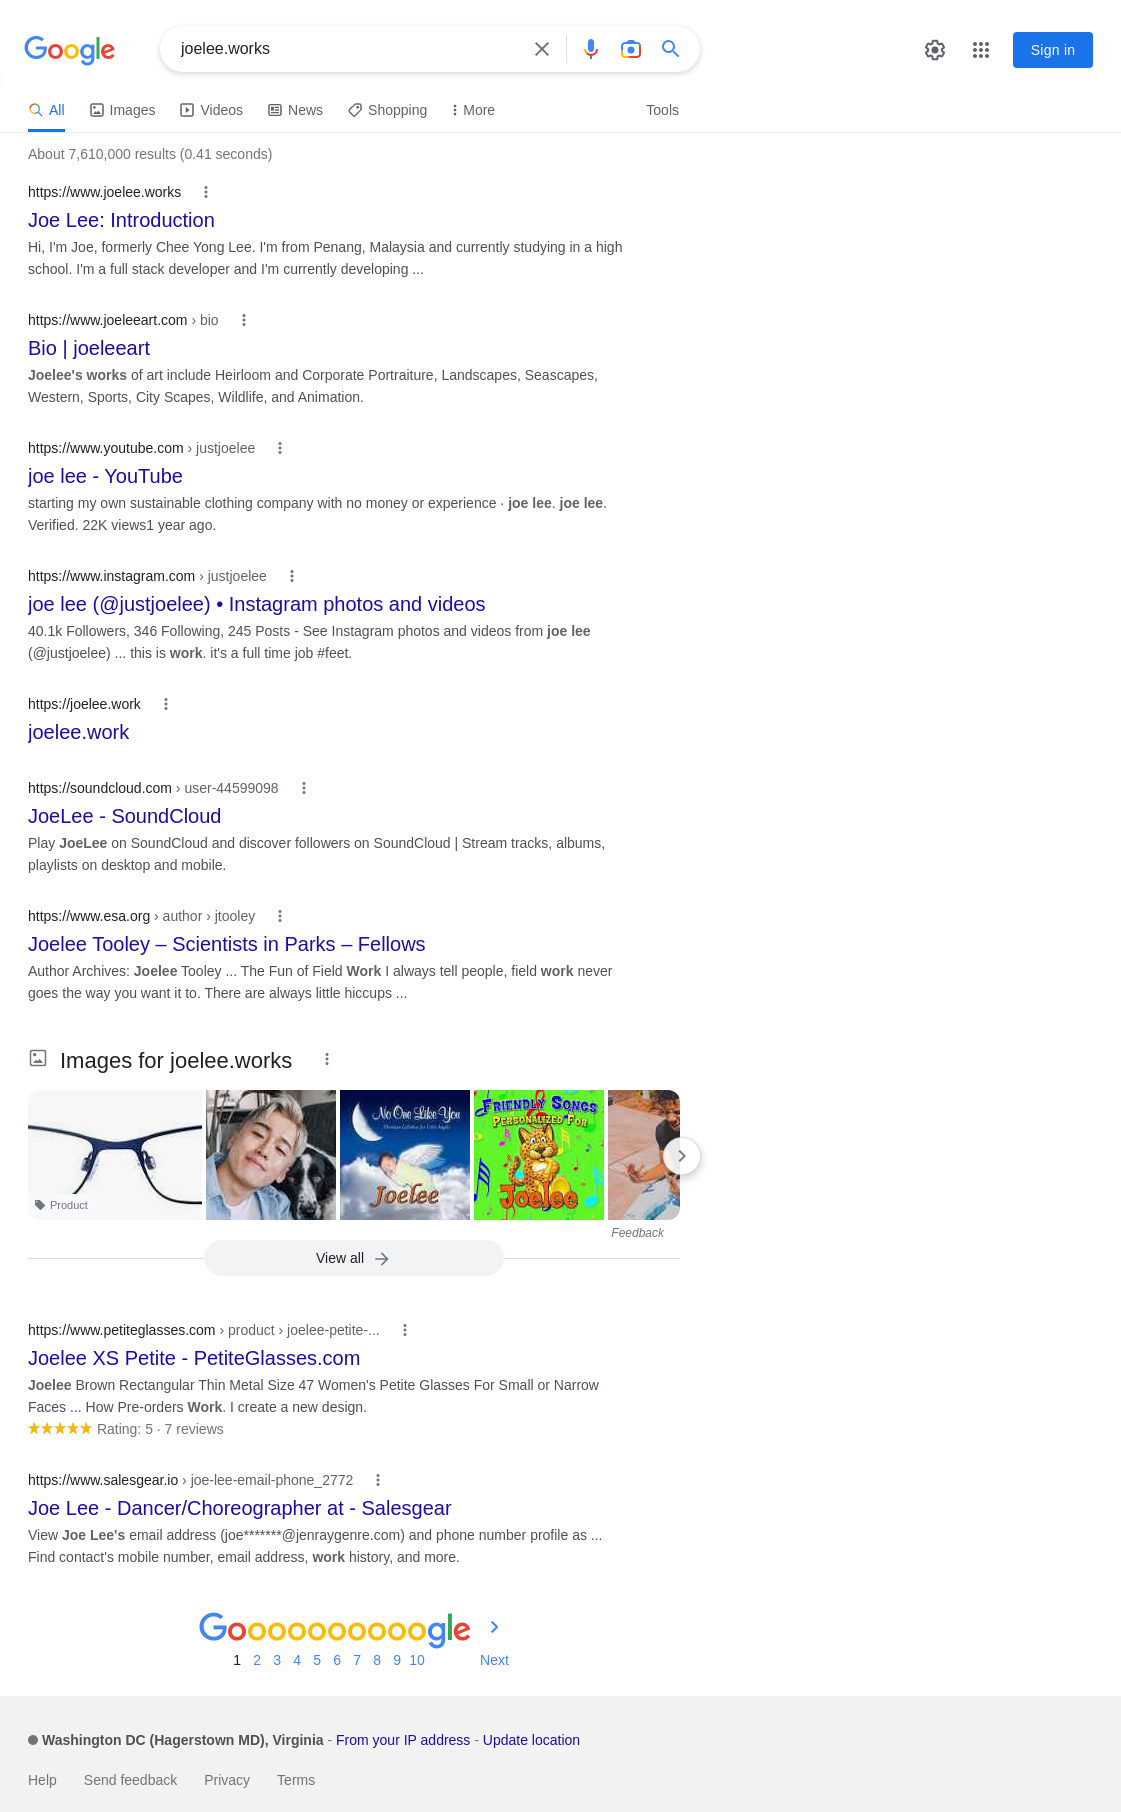 Google
joelee.works
Sign in
All Images Videos News Shopping More Tools
About 7,610,000 results (0.41 seconds)
https://www.joelee.works
Joe Lee: Introduction
Hi, I'm Joe, formerly Chee Yong Lee. I'm from Penang, Malaysia and currently studying in a high
school. I'm a full stack developer and I'm currently developing ...
https://www.joeleeart.com › bio
Bio | joeleeart
Joelee's works of art include Heirloom and Corporate Portraiture, Landscapes, Seascapes,
Western, Sports, City Scapes, Wildlife, and Animation.
https://www.youtube.com › justjoelee
joe lee - YouTube
starting my own sustainable clothing company with no money or experience · joe lee. joe lee.
Verified. 22K views1 year ago.
https://www.instagram.com › justjoelee
joe lee (@justjoelee) • Instagram photos and videos
40.1k Followers, 346 Following, 245 Posts - See Instagram photos and videos from joe lee
(@justjoelee) ... this is work. it's a full time job #feet.
https://joelee.work
joelee.work
https://soundcloud.com › user-44599098
JoeLee - SoundCloud
Play JoeLee on SoundCloud and discover followers on SoundCloud | Stream tracks, albums,
playlists on desktop and mobile.
https://www.esa.org › author › jtooley
Joelee Tooley – Scientists in Parks – Fellows
Author Archives: Joelee Tooley ... The Fun of Field Work I always tell people, field work never
goes the way you want it to. There are always little hiccups ...
Images for joelee.works
Product
No One Like You
Christian Lullabies for Little Angels
Joelee
FRIENDLY SONGS
PERSONALIZED FOR
Joelee
Feedback
View all
https://www.petiteglasses.com › product › joelee-petite-...
Joelee XS Petite - PetiteGlasses.com
Joelee Brown Rectangular Thin Metal Size 47 Women's Petite Glasses For Small or Narrow
Faces ... How Pre-orders Work. I create a new design.
Rating: 5 · 7 reviews
https://www.salesgear.io › joe-lee-email-phone_2772
Joe Lee - Dancer/Choreographer at - Salesgear
View Joe Lee's email address (joe*******@jenraygenre.com) and phone number profile as ...
Find contact's mobile number, email address, work history, and more.
Goooooooooogle
1 2 3 4 5 6 7 8 9 10 Next
Washington DC (Hagerstown MD), Virginia - From your IP address - Update location
Help Send feedback Privacy Terms